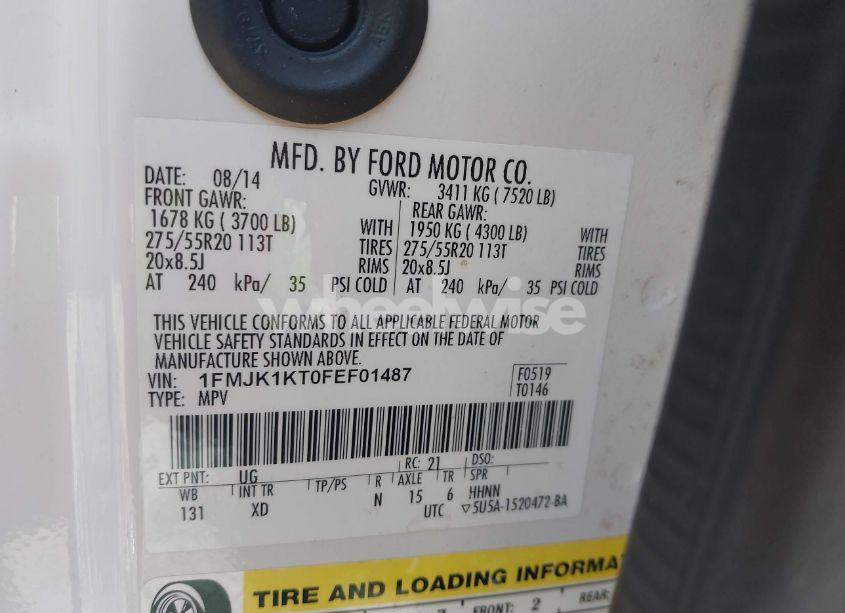 MFD. BY FORD MOTOR CO.
DATE: 08/14 GVWR: 3411 KG ( 7520 LB)
FRONT GAWR: REAR GAWR:
1678 KG ( 3700 LB) WITH 1950 KG ( 4300 LB) WITH
275/55R20 113T TIRES 275/55R20 113T TIRES
20x8.5J RIMS 20x8.5J RIMS
AT 240 kPa/ 35 PSI COLD AT 240 kPa/ 35 PSI COLD
wheelwise
THIS VEHICLE CONFORMS TO ALL APPLICABLE FEDERAL MOTOR
VEHICLE SAFETY STANDARDS IN EFFECT ON THE DATE OF
MANUFACTURE SHOWN ABOVE.
VIN: 1FMJK1KT0FEF01487 F0519
TYPE: MPV T0146
EXT PNT: UG RC: 21 DSO:
WB INT TR TP/PS R AXLE TR SPR
131 XD N 15 6 HHNN
UTC ▽5U5A-1520472-BA
TIRE AND LOADING INFORMAT
FRONT: 2 REAR: